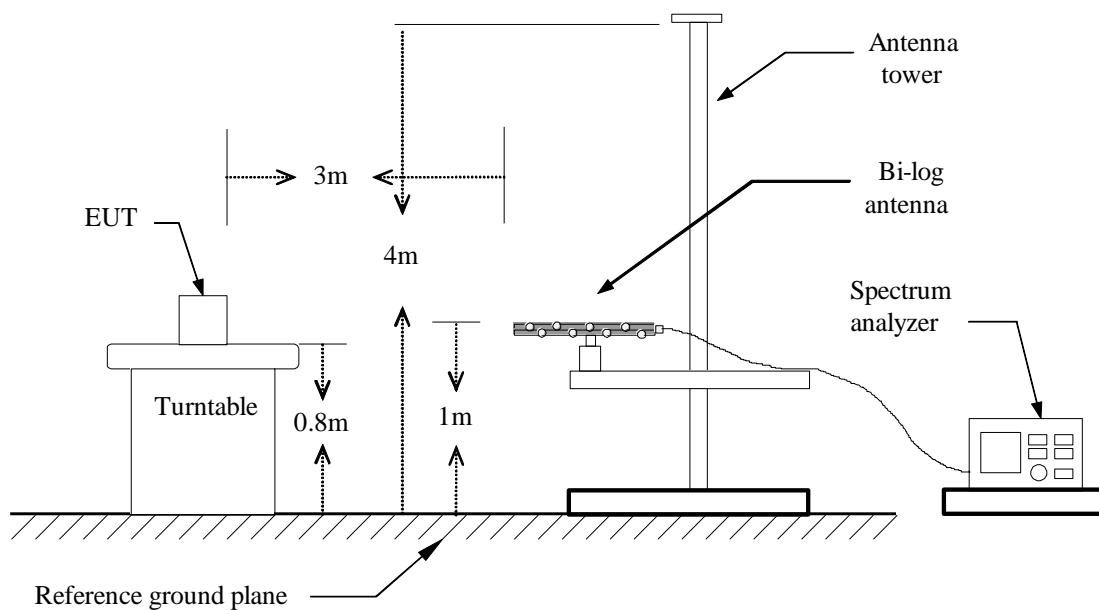 Antenna
tower
3m
Bi-log
antenna
EUT
4m
Spectrum
analyzer
Turntable
0.8m
1m
Reference ground plane